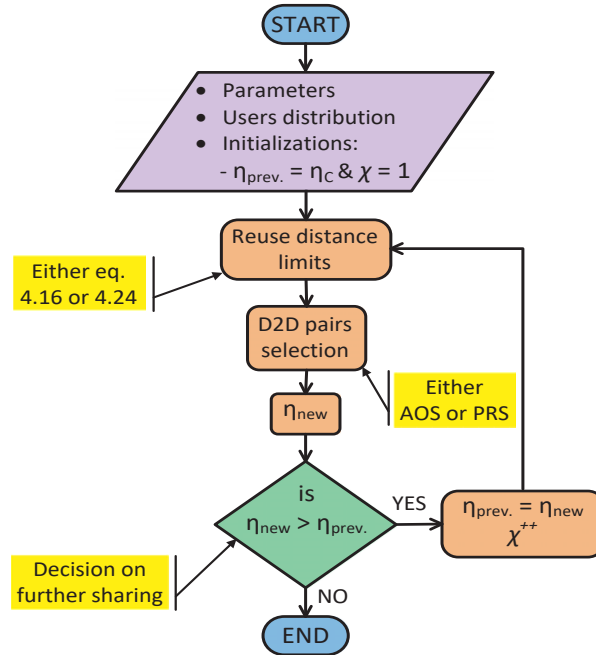 START
• Parameters
• Users distribution
• Initializations:
- ηprev. = ηC & χ = 1
Reuse distance
limits
Either eq.
4.16 or 4.24
D2D pairs
selection
Either
AOS or PRS
ηnew
is
ηnew > ηprev.
YES
ηprev. = ηnew
χ++
Decision on
further sharing
NO
END